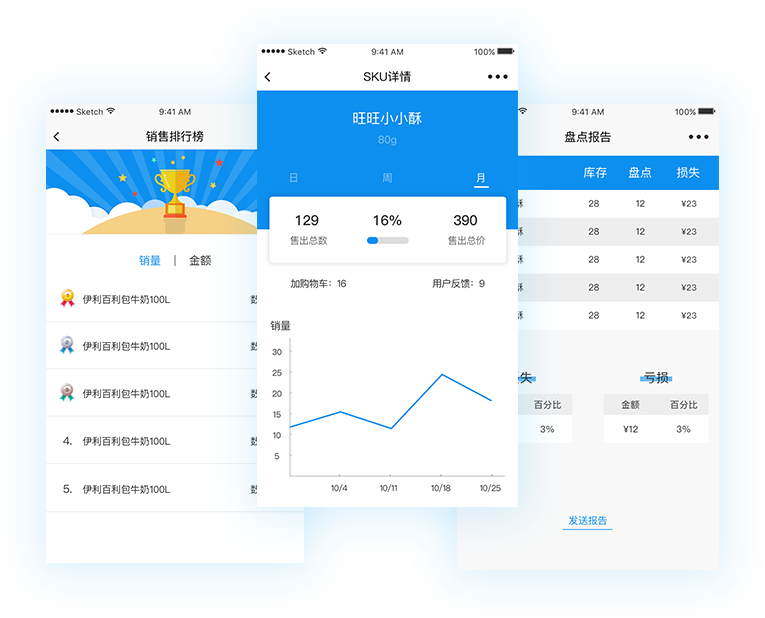 Sketch 9:41 AM
销售排行榜
销量 | 金额
伊利百利包牛奶100L 数
伊利百利包牛奶100L 数
伊利百利包牛奶100L 数
4. 伊利百利包牛奶100L 数
5. 伊利百利包牛奶100L 数
Sketch 9:41 AM 100%
SKU详情
旺旺小小酥
80g
日 周 月
129 16% 390
售出总数 售出总价
加购物车：16 用户反馈：9
销量
30
25
20
15
10
5
10/4 10/11 10/18 10/25
9:41 AM 100%
盘点报告
库存 盘点 损失
酥 28 12 ¥23
酥 28 12 ¥23
酥 28 12 ¥23
酥 28 12 ¥23
酥 28 12 ¥23
失 亏损
百分比 金额 百分比
3% ¥12 3%
发送报告